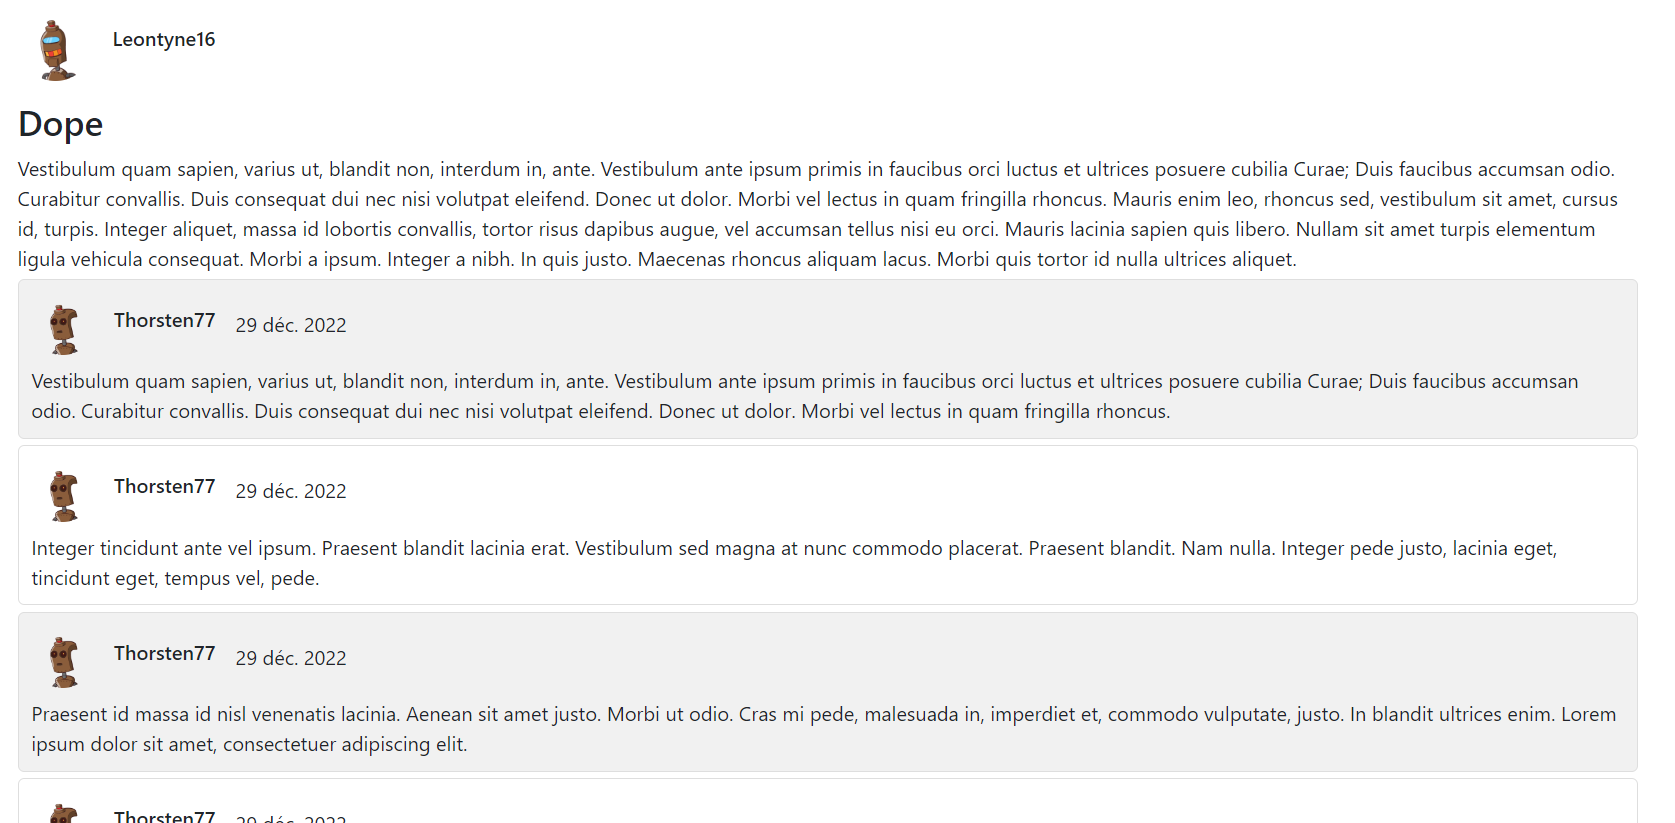 Leontyne16
Dope
Vestibulum quam sapien, varius ut, blandit non, interdum in, ante. Vestibulum ante ipsum primis in faucibus orci luctus et ultrices posuere cubilia Curae; Duis faucibus accumsan odio.
Curabitur convallis. Duis consequat dui nec nisi volutpat eleifend. Donec ut dolor. Morbi vel lectus in quam fringilla rhoncus. Mauris enim leo, rhoncus sed, vestibulum sit amet, cursus
id, turpis. Integer aliquet, massa id lobortis convallis, tortor risus dapibus augue, vel accumsan tellus nisi eu orci. Mauris lacinia sapien quis libero. Nullam sit amet turpis elementum
ligula vehicula consequat. Morbi a ipsum. Integer a nibh. In quis justo. Maecenas rhoncus aliquam lacus. Morbi quis tortor id nulla ultrices aliquet.
Thorsten77 29 déc. 2022
Vestibulum quam sapien, varius ut, blandit non, interdum in, ante. Vestibulum ante ipsum primis in faucibus orci luctus et ultrices posuere cubilia Curae; Duis faucibus accumsan
odio. Curabitur convallis. Duis consequat dui nec nisi volutpat eleifend. Donec ut dolor. Morbi vel lectus in quam fringilla rhoncus.
Thorsten77 29 déc. 2022
Integer tincidunt ante vel ipsum. Praesent blandit lacinia erat. Vestibulum sed magna at nunc commodo placerat. Praesent blandit. Nam nulla. Integer pede justo, lacinia eget,
tincidunt eget, tempus vel, pede.
Thorsten77 29 déc. 2022
Praesent id massa id nisl venenatis lacinia. Aenean sit amet justo. Morbi ut odio. Cras mi pede, malesuada in, imperdiet et, commodo vulputate, justo. In blandit ultrices enim. Lorem
ipsum dolor sit amet, consectetuer adipiscing elit.
Thorsten77 29 déc. 2022